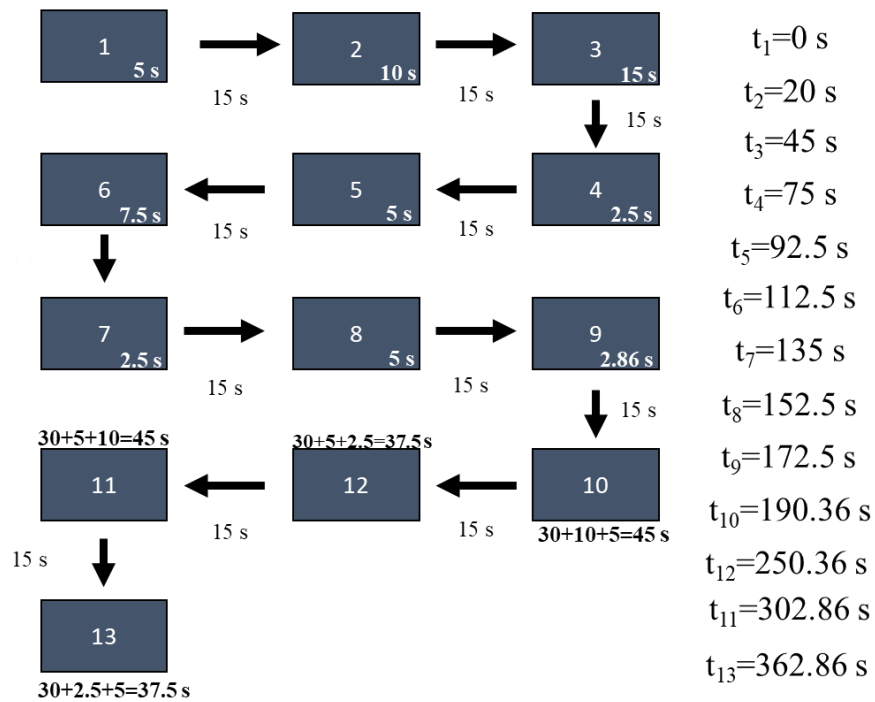 1
5 s
15 s
2
10 s
15 s
3
15 s
15 s
6
7.5 s
15 s
5
5 s
15 s
4
2.5 s
7
2.5 s
15 s
8
5 s
15 s
9
2.86 s
15 s
30+5+10=45 s
11
15 s
30+5+2.5=37.5 s
12
15 s
10
30+10+5=45 s
15 s
13
30+2.5+5=37.5 s
t₁=0 s
t₂=20 s
t₃=45 s
t₄=75 s
t₅=92.5 s
t₆=112.5 s
t₇=135 s
t₈=152.5 s
t₉=172.5 s
t₁₀=190.36 s
t₁₂=250.36 s
t₁₁=302.86 s
t₁₃=362.86 s